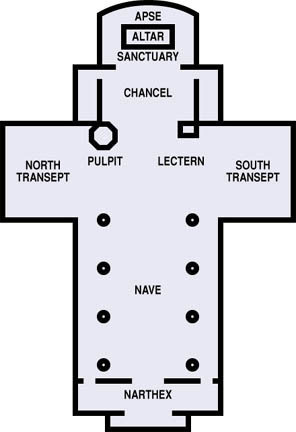 APSE
ALTAR
SANCTUARY
CHANCEL
PULPIT
LECTERN
NORTH
TRANSEPT
SOUTH
TRANSEPT
NAVE
NARTHEX